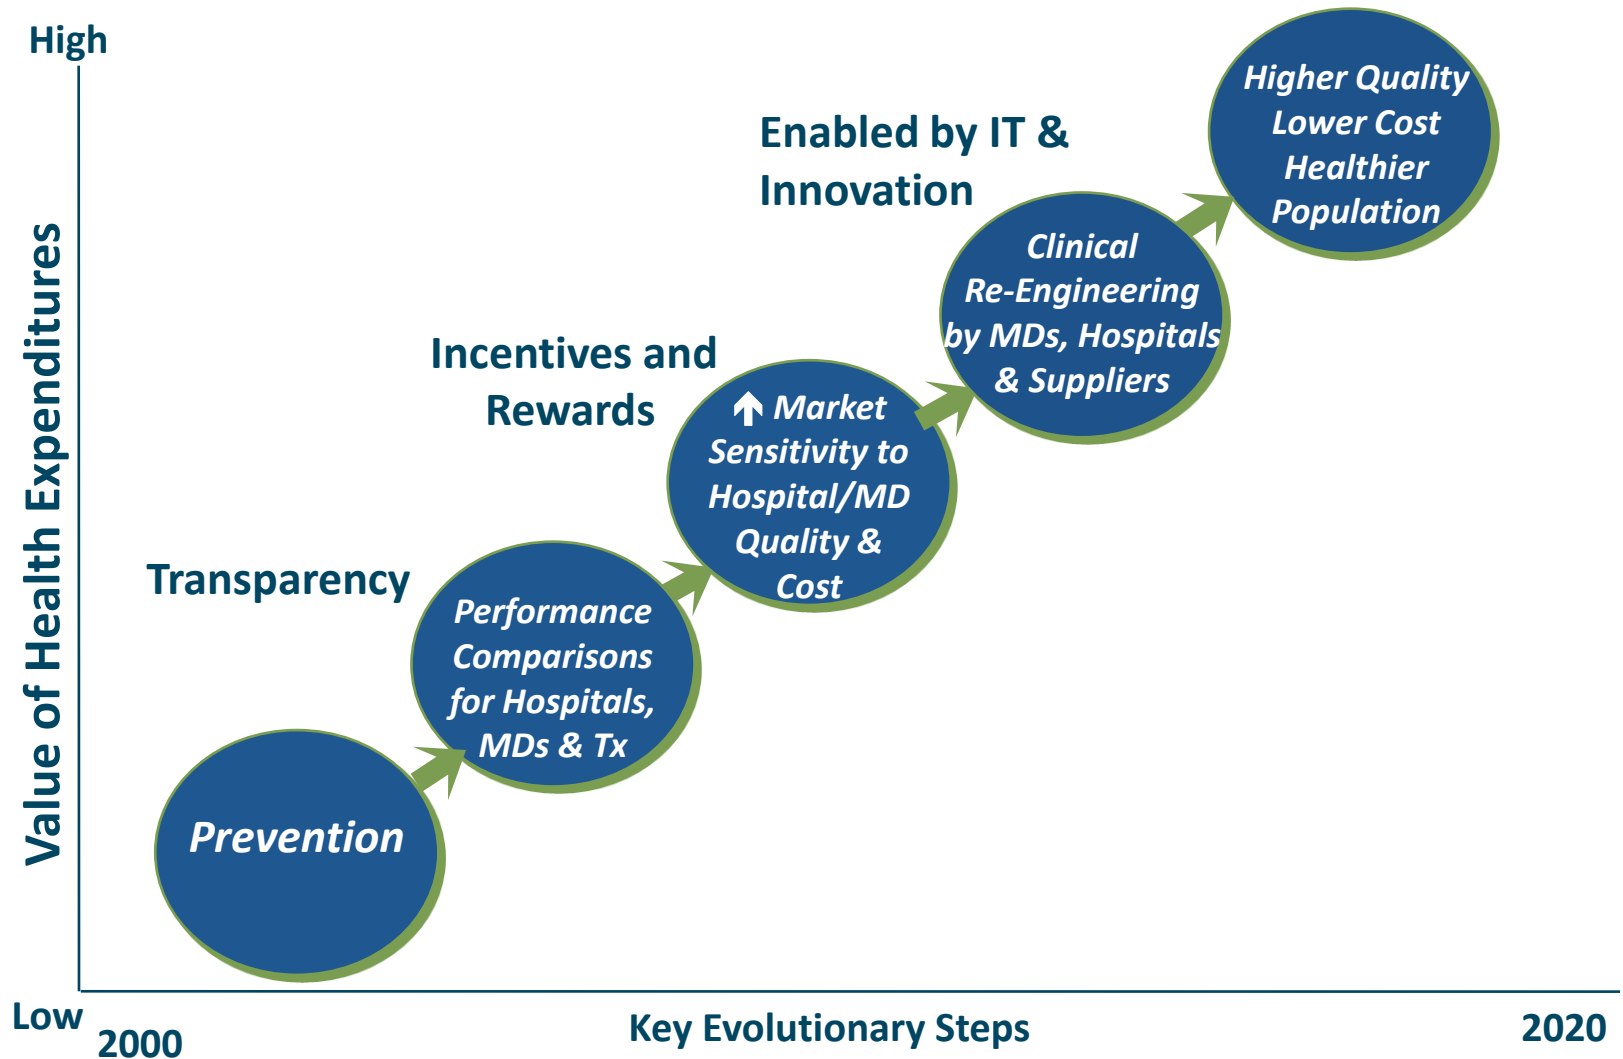 High
Value of Health Expenditures
Low
2000
Key Evolutionary Steps
2020
Prevention
Transparency
Performance
Comparisons
for Hospitals,
MDs & Tx
Incentives and
Rewards
↑ Market
Sensitivity to
Hospital/MD
Quality &
Cost
Enabled by IT &
Innovation
Clinical
Re-Engineering
by MDs, Hospitals
& Suppliers
Higher Quality
Lower Cost
Healthier
Population